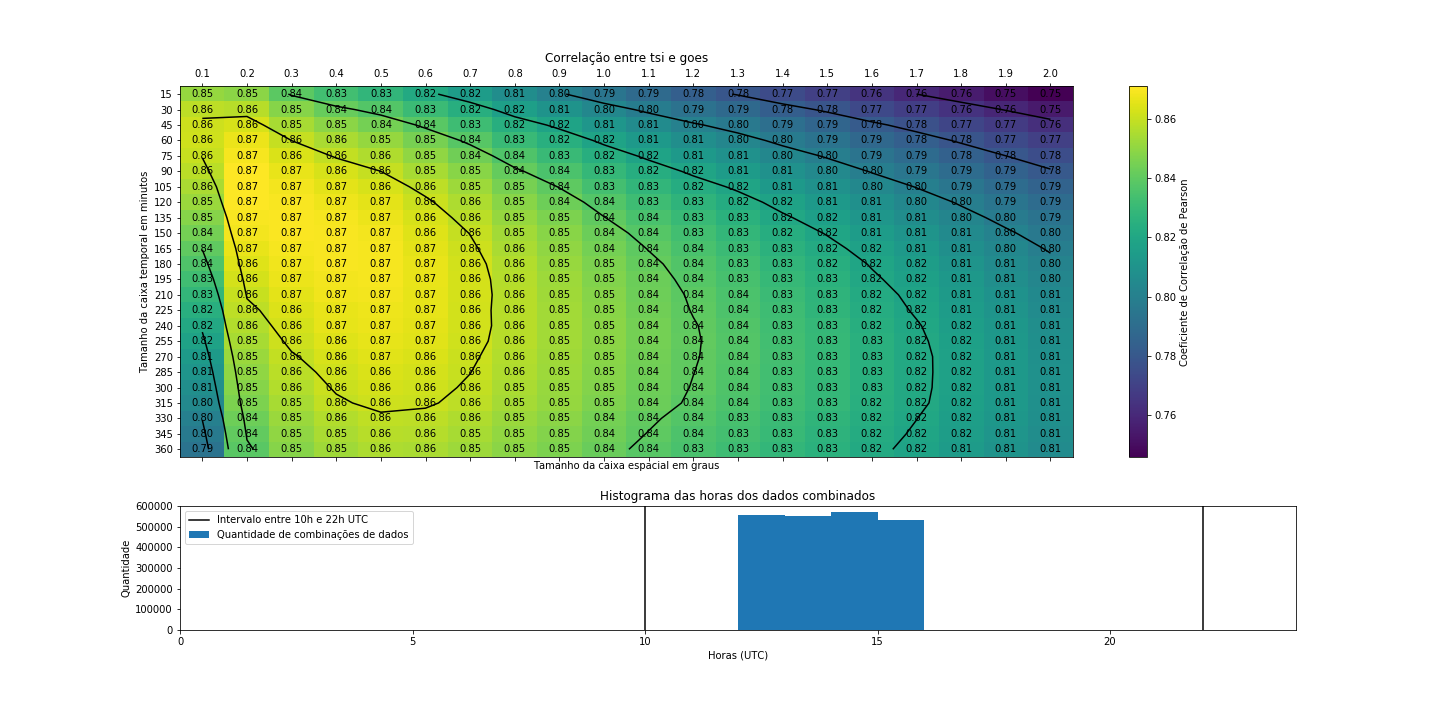 Correlação entre tsi e goes
0.1 0.2 0.3 0.4 0.5 0.6 0.7 0.8 0.9 1.0 1.1 1.2 1.3 1.4 1.5 1.6 1.7 1.8 1.9 2.0
15 0.85 0.85 0.84 0.83 0.83 0.82 0.82 0.81 0.80 0.79 0.79 0.78 0.78 0.77 0.77 0.76 0.76 0.76 0.75 0.75
30 0.86 0.86 0.85 0.84 0.84 0.83 0.82 0.82 0.81 0.80 0.80 0.79 0.79 0.78 0.78 0.77 0.77 0.76 0.76 0.75
45 0.86 0.86 0.85 0.85 0.84 0.84 0.83 0.82 0.82 0.81 0.81 0.80 0.80 0.79 0.79 0.78 0.78 0.77 0.77 0.76
60 0.86 0.87 0.86 0.86 0.85 0.85 0.84 0.83 0.82 0.82 0.81 0.81 0.80 0.80 0.79 0.79 0.78 0.78 0.77 0.77
75 0.86 0.87 0.86 0.86 0.86 0.85 0.84 0.84 0.83 0.82 0.82 0.81 0.81 0.80 0.80 0.79 0.79 0.78 0.78 0.78
90 0.86 0.87 0.87 0.86 0.86 0.85 0.85 0.84 0.84 0.83 0.82 0.82 0.81 0.81 0.80 0.80 0.79 0.79 0.79 0.78
105 0.86 0.87 0.87 0.87 0.86 0.86 0.85 0.85 0.84 0.83 0.83 0.82 0.82 0.81 0.81 0.80 0.80 0.79 0.79 0.79
120 0.85 0.87 0.87 0.87 0.87 0.86 0.86 0.85 0.84 0.84 0.83 0.83 0.82 0.82 0.81 0.81 0.80 0.80 0.79 0.79
135 0.85 0.87 0.87 0.87 0.87 0.86 0.86 0.85 0.85 0.84 0.84 0.83 0.83 0.82 0.82 0.81 0.81 0.80 0.80 0.79
150 0.84 0.87 0.87 0.87 0.87 0.87 0.86 0.85 0.85 0.84 0.84 0.83 0.83 0.82 0.82 0.81 0.81 0.81 0.80 0.80
165 0.84 0.87 0.87 0.87 0.87 0.87 0.86 0.86 0.85 0.85 0.84 0.84 0.83 0.83 0.82 0.82 0.81 0.81 0.80 0.80
180 0.84 0.86 0.87 0.87 0.87 0.87 0.86 0.86 0.85 0.85 0.84 0.84 0.83 0.83 0.82 0.82 0.82 0.81 0.81 0.80
195 0.83 0.86 0.87 0.87 0.87 0.87 0.86 0.86 0.85 0.85 0.84 0.84 0.83 0.83 0.83 0.82 0.82 0.81 0.81 0.80
210 0.83 0.86 0.87 0.87 0.87 0.87 0.86 0.86 0.85 0.85 0.84 0.84 0.84 0.83 0.83 0.82 0.82 0.81 0.81 0.81
225 0.82 0.86 0.86 0.87 0.87 0.87 0.86 0.86 0.85 0.85 0.84 0.84 0.84 0.83 0.83 0.82 0.82 0.82 0.81 0.81
240 0.82 0.86 0.86 0.87 0.87 0.87 0.86 0.86 0.85 0.85 0.84 0.84 0.84 0.83 0.83 0.82 0.82 0.82 0.81 0.81
255 0.82 0.85 0.86 0.86 0.87 0.87 0.86 0.86 0.85 0.85 0.84 0.84 0.84 0.83 0.83 0.83 0.82 0.82 0.81 0.81
270 0.81 0.85 0.86 0.86 0.87 0.87 0.86 0.86 0.85 0.85 0.84 0.84 0.84 0.83 0.83 0.83 0.82 0.82 0.81 0.81
285 0.81 0.85 0.86 0.86 0.86 0.86 0.86 0.86 0.85 0.85 0.84 0.84 0.84 0.83 0.83 0.83 0.82 0.82 0.81 0.81
300 0.81 0.85 0.86 0.86 0.86 0.86 0.86 0.85 0.85 0.85 0.84 0.84 0.84 0.83 0.83 0.83 0.82 0.82 0.81 0.81
315 0.80 0.85 0.85 0.86 0.86 0.86 0.86 0.85 0.85 0.84 0.84 0.84 0.83 0.83 0.83 0.82 0.82 0.82 0.81 0.81
330 0.80 0.84 0.85 0.86 0.86 0.86 0.86 0.85 0.85 0.84 0.84 0.84 0.83 0.83 0.83 0.82 0.82 0.82 0.81 0.81
345 0.80 0.84 0.85 0.85 0.86 0.86 0.85 0.85 0.85 0.84 0.84 0.84 0.83 0.83 0.83 0.82 0.82 0.82 0.81 0.81
360 0.79 0.84 0.85 0.85 0.86 0.86 0.85 0.85 0.85 0.84 0.84 0.83 0.83 0.83 0.83 0.82 0.82 0.81 0.81 0.81
Tamanho da caixa temporal em minutos
Tamanho da caixa espacial em graus
0.86
0.84
0.82
0.80
0.78
0.76
Coeficiente de Correlação de Pearson
Histograma das horas dos dados combinados
600000
500000
400000
300000
200000
100000
0
Quantidade
Intervalo entre 10h e 22h UTC
Quantidade de combinações de dados
0 5 10 15 20
Horas (UTC)